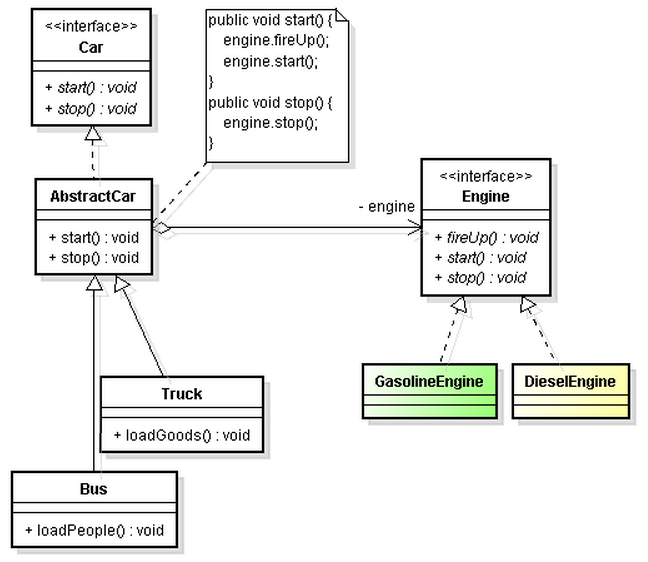 <<interface>>
Car
+ start() : void
+ stop() : void
public void start() {
engine.fireUp();
engine.start();
}
public void stop() {
engine.stop();
}
AbstractCar
+ start() : void
+ stop() : void
- engine
<<interface>>
Engine
+ fireUp() : void
+ start() : void
+ stop() : void
GasolineEngine
DieselEngine
Truck
+ loadGoods() : void
Bus
+ loadPeople() : void